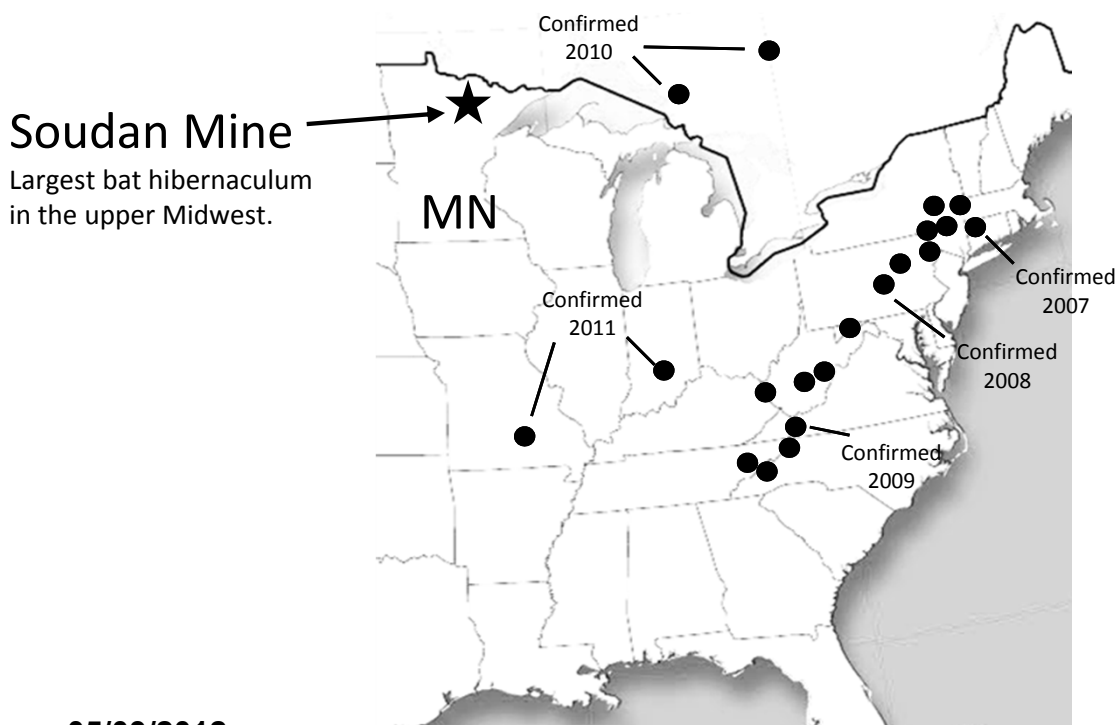 Confirmed
2010
Soudan Mine
Largest bat hibernaculum
in the upper Midwest.
MN
Confirmed
2011
Confirmed
2007
Confirmed
2008
Confirmed
2009